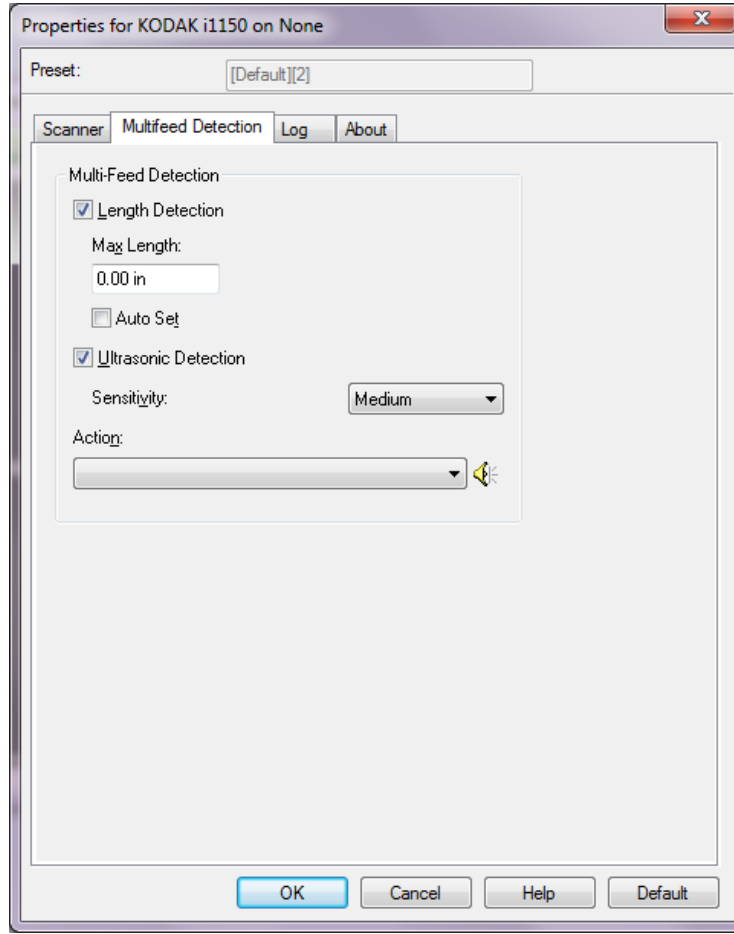 Properties for KODAK i1150 on None
Preset: [Default][2]
Scanner Multifeed Detection Log About
Multi-Feed Detection
Length Detection
Max Length:
0.00 in
Auto Set
Ultrasonic Detection
Sensitivity: Medium
Action:
OK Cancel Help Default